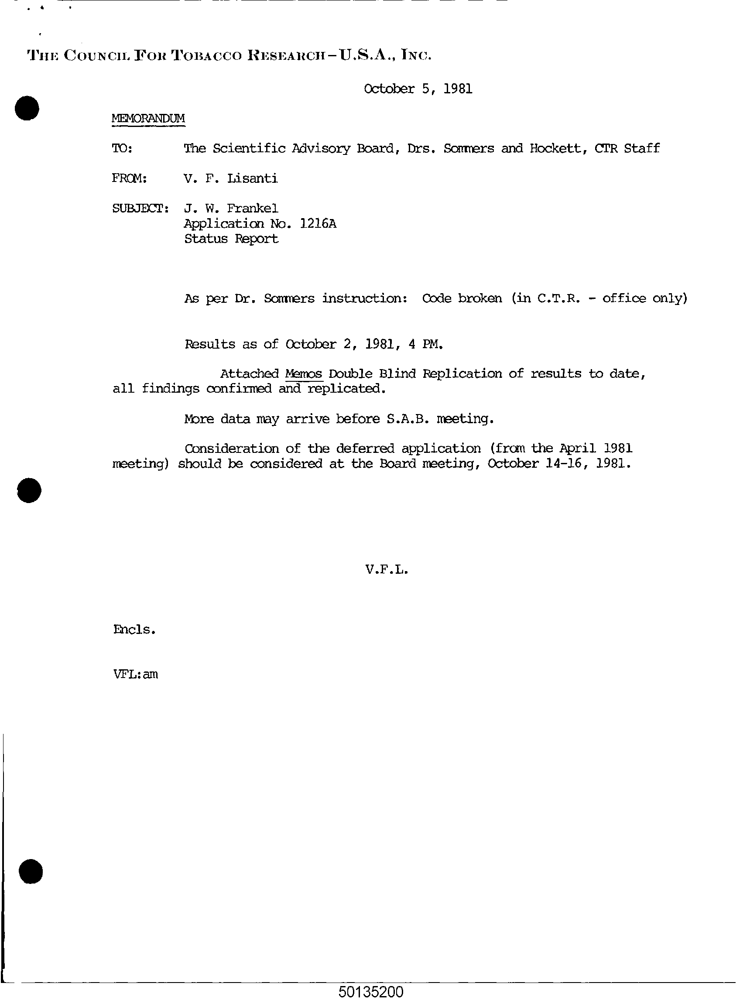 THE COUNCIL FOR TOBACCO RESEARCH-U.S.A., INC.
October 5, 1981
MEMORANDUM
TO: The Scientific Advisory Board, Drs. Sommers and Hockett, CTR Staff
FROM: V. F. Lisanti
SUBJECT: J. W. Frankel
Application No. 1216A
Status Report
As per Dr. Sommers instruction: Code broken (in C.T.R. - office only)
Results as of October 2, 1981, 4 PM.
Attached Memos Double Blind Replication of results to date,
all findings confirmed and replicated.
More data may arrive before S.A.B. meeting.
Consideration of the deferred application (from the April 1981
meeting) should be considered at the Board meeting, October 14-16, 1981.
V.F.L.
Encls.
VFL:am
50135200